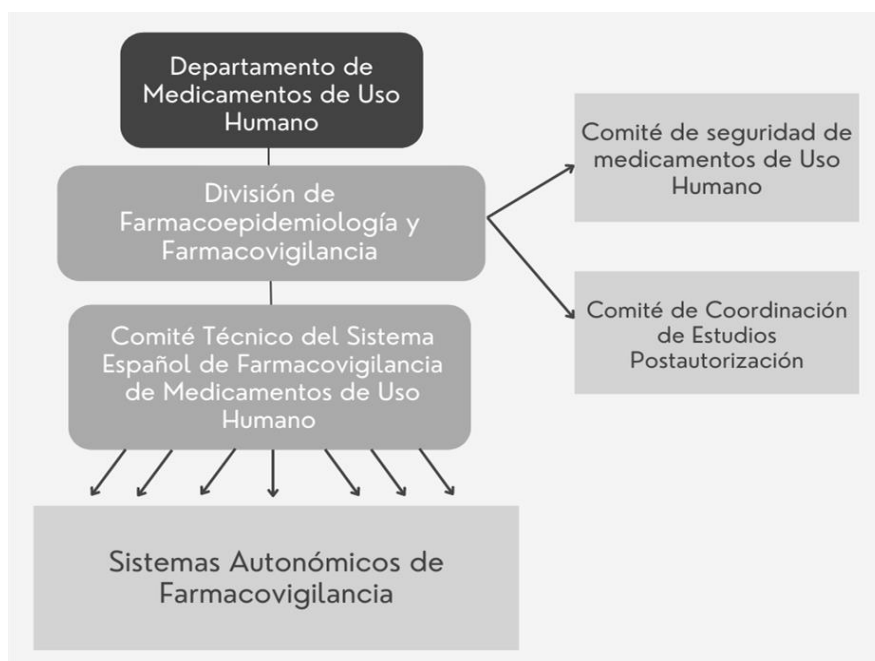 Departamento de
Medicamentos de Uso
Humano
División de
Farmacoepidemiología y
Farmacovigilancia
Comité de seguridad de
medicamentos de Uso
Humano
Comité de Coordinación
de Estudios
Postautorización
Comité Técnico del Sistema
Español de Farmacovigilancia
de Medicamentos de Uso
Humano
Sistemas Autonómicos de
Farmacovigilancia